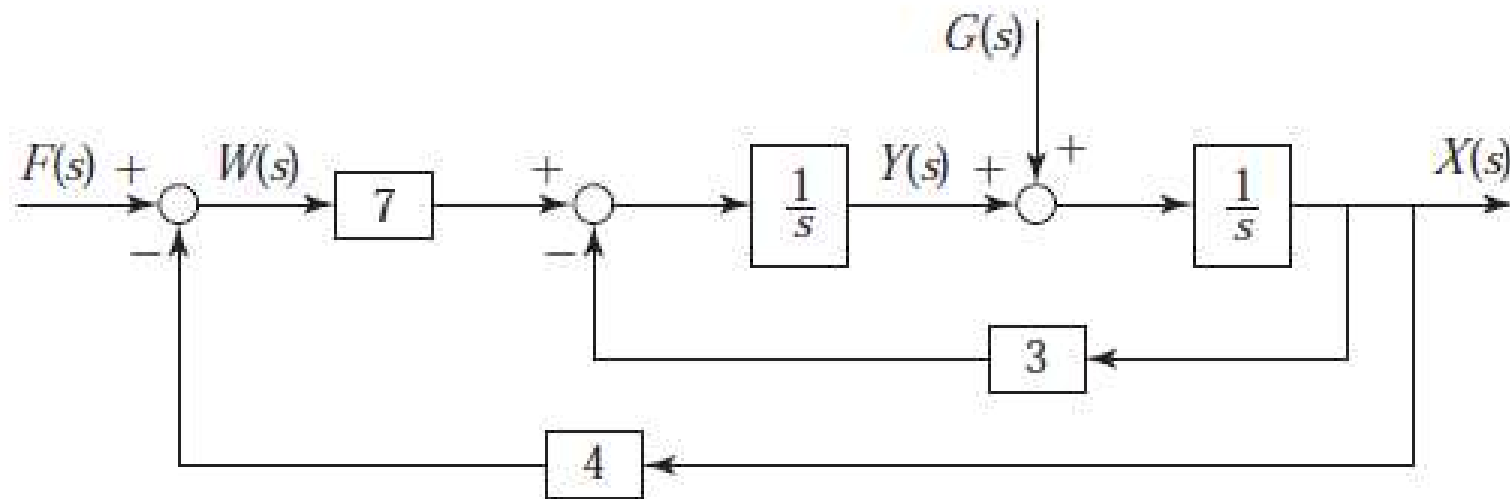 G(s)
F(s) + W(s) 7 + 1/s Y(s) + + 1/s X(s)
− −
3
4